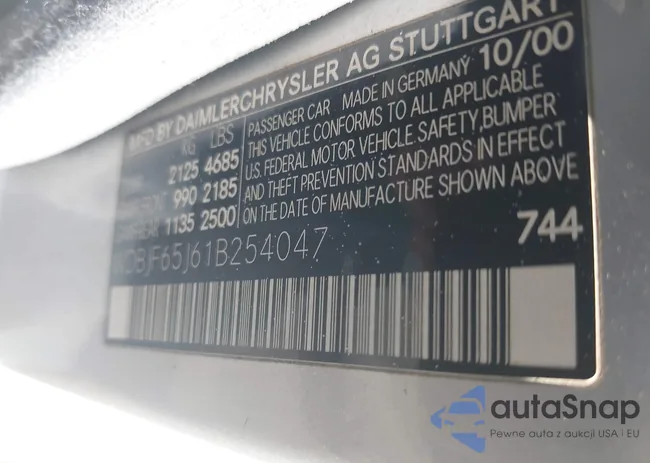 MFD BY DAIMLERCHRYSLER AG STUTTGART
10/00
KG LBS
2125 4685
990 2185
1135 2500
PASSENGER CAR MADE IN GERMANY
THIS VEHICLE CONFORMS TO ALL APPLICABLE
U.S. FEDERAL MOTOR VEHICLE SAFETY, BUMPER
AND THEFT PREVENTION STANDARDS IN EFFECT
ON THE DATE OF MANUFACTURE SHOWN ABOVE
WDBJF65J61B254047
744
autaSnap
Pewne auta z aukcji USA i EU